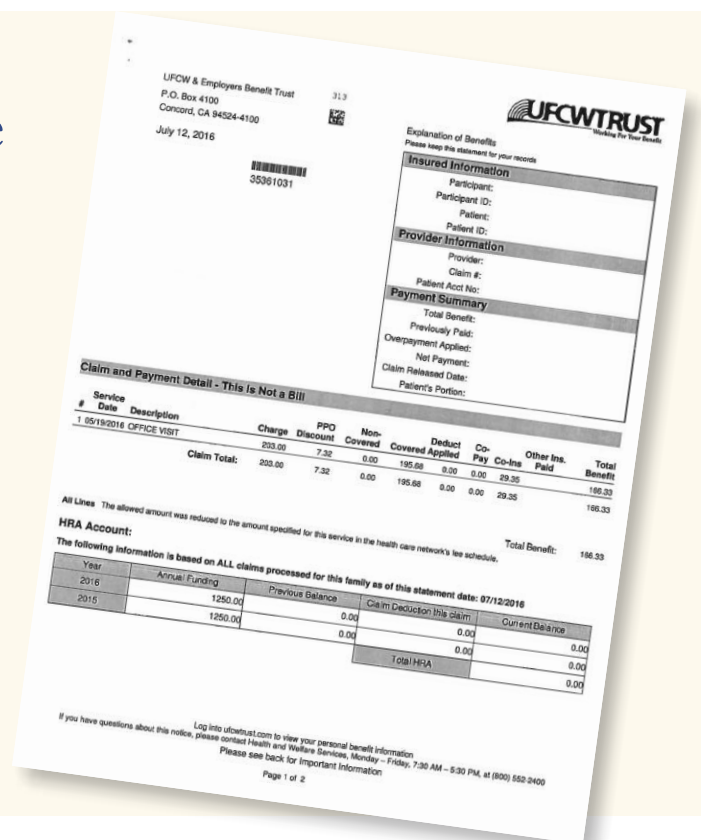 UFCW & Employers Benefit Trust
P.O. Box 4100
Concord, CA 94524-4100
313
July 12, 2016
35361031
UFCWTRUST
Working For Your Benefit
Explanation of Benefits
Please keep this statement for your records
Insured Information
Participant:
Participant ID:
Patient:
Patient ID:
Provider Information
Provider:
Claim #:
Patient Acct No:
Payment Summary
Total Benefit:
Previously Paid:
Overpayment Applied:
Net Payment:
Claim Released Date:
Patient's Portion:
Claim and Payment Detail - This Is Not a Bill
# Service Date Description Charge PPO Discount Non-Covered Covered Deduct Applied Co-Pay Co-Ins Other Ins. Paid Total Benefit
1 05/19/2016 OFFICE VISIT 203.00 7.32 0.00 195.68 0.00 0.00 29.35 166.33
Claim Total: 203.00 7.32 0.00 195.68 0.00 0.00 29.35 166.33
Total Benefit: 166.33
All Lines The allowed amount was reduced to the amount specified for this service in the health care network's fee schedule.
HRA Account:
The following information is based on ALL claims processed for this family as of this statement date: 07/12/2016
Year Annual Funding Previous Balance Claim Deduction this claim Current Balance
2016 1250.00 0.00 0.00 0.00
2015 1250.00 0.00 0.00 0.00
Total HRA 0.00
Log into ufcwtrust.com to view your personal benefit information
If you have questions about this notice, please contact Health and Welfare Services, Monday – Friday, 7:30 AM – 5:30 PM, at (800) 552-2400
Please see back for Important Information
Page 1 of 2